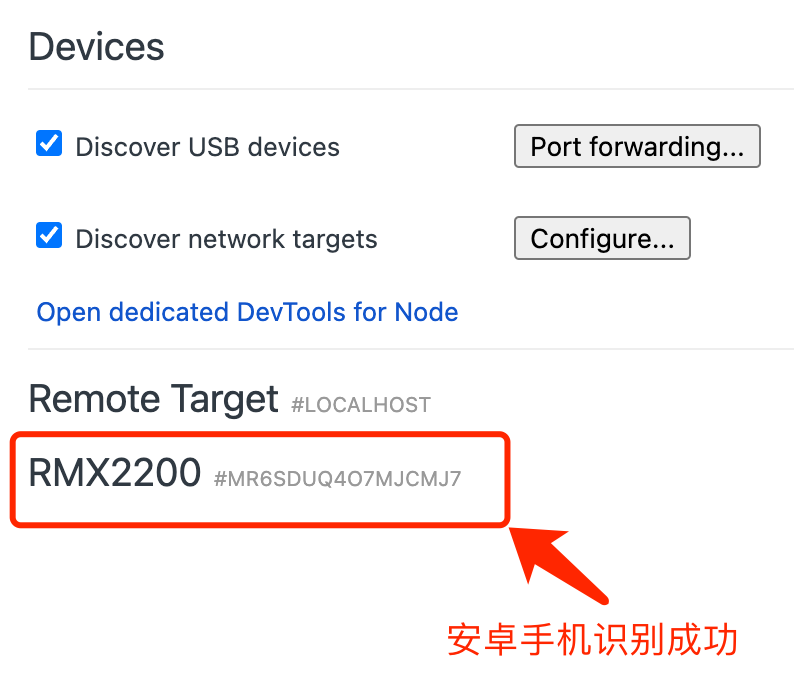 Devices
Discover USB devices
Port forwarding...
Discover network targets
Configure...
Open dedicated DevTools for Node
Remote Target #LOCALHOST
RMX2200 #MR6SDUQ4O7MJCMJ7
安卓手机识别成功